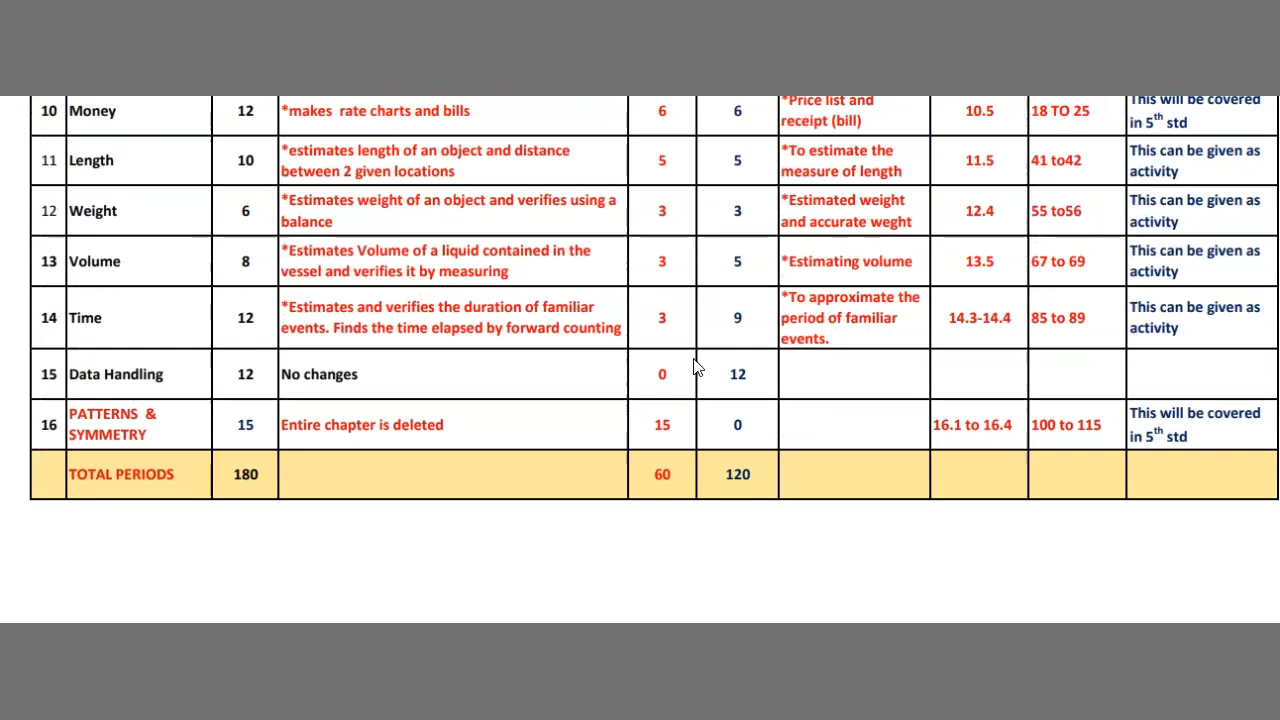 10 Money 12 *makes rate charts and bills 6 6 *Price list and receipt (bill) 10.5 18 TO 25 This will be covered in 5th std
11 Length 10 *estimates length of an object and distance between 2 given locations 5 5 *To estimate the measure of length 11.5 41 to42 This can be given as activity
12 Weight 6 *Estimates weight of an object and verifies using a balance 3 3 *Estimated weight and accurate weght 12.4 55 to56 This can be given as activity
13 Volume 8 *Estimates Volume of a liquid contained in the vessel and verifies it by measuring 3 5 *Estimating volume 13.5 67 to 69 This can be given as activity
14 Time 12 *Estimates and verifies the duration of familiar events. Finds the time elapsed by forward counting 3 9 *To approximate the period of familiar events. 14.3-14.4 85 to 89 This can be given as activity
15 Data Handling 12 No changes 0 12
16 PATTERNS & SYMMETRY 15 Entire chapter is deleted 15 0 16.1 to 16.4 100 to 115 This will be covered in 5th std
TOTAL PERIODS 180 60 120